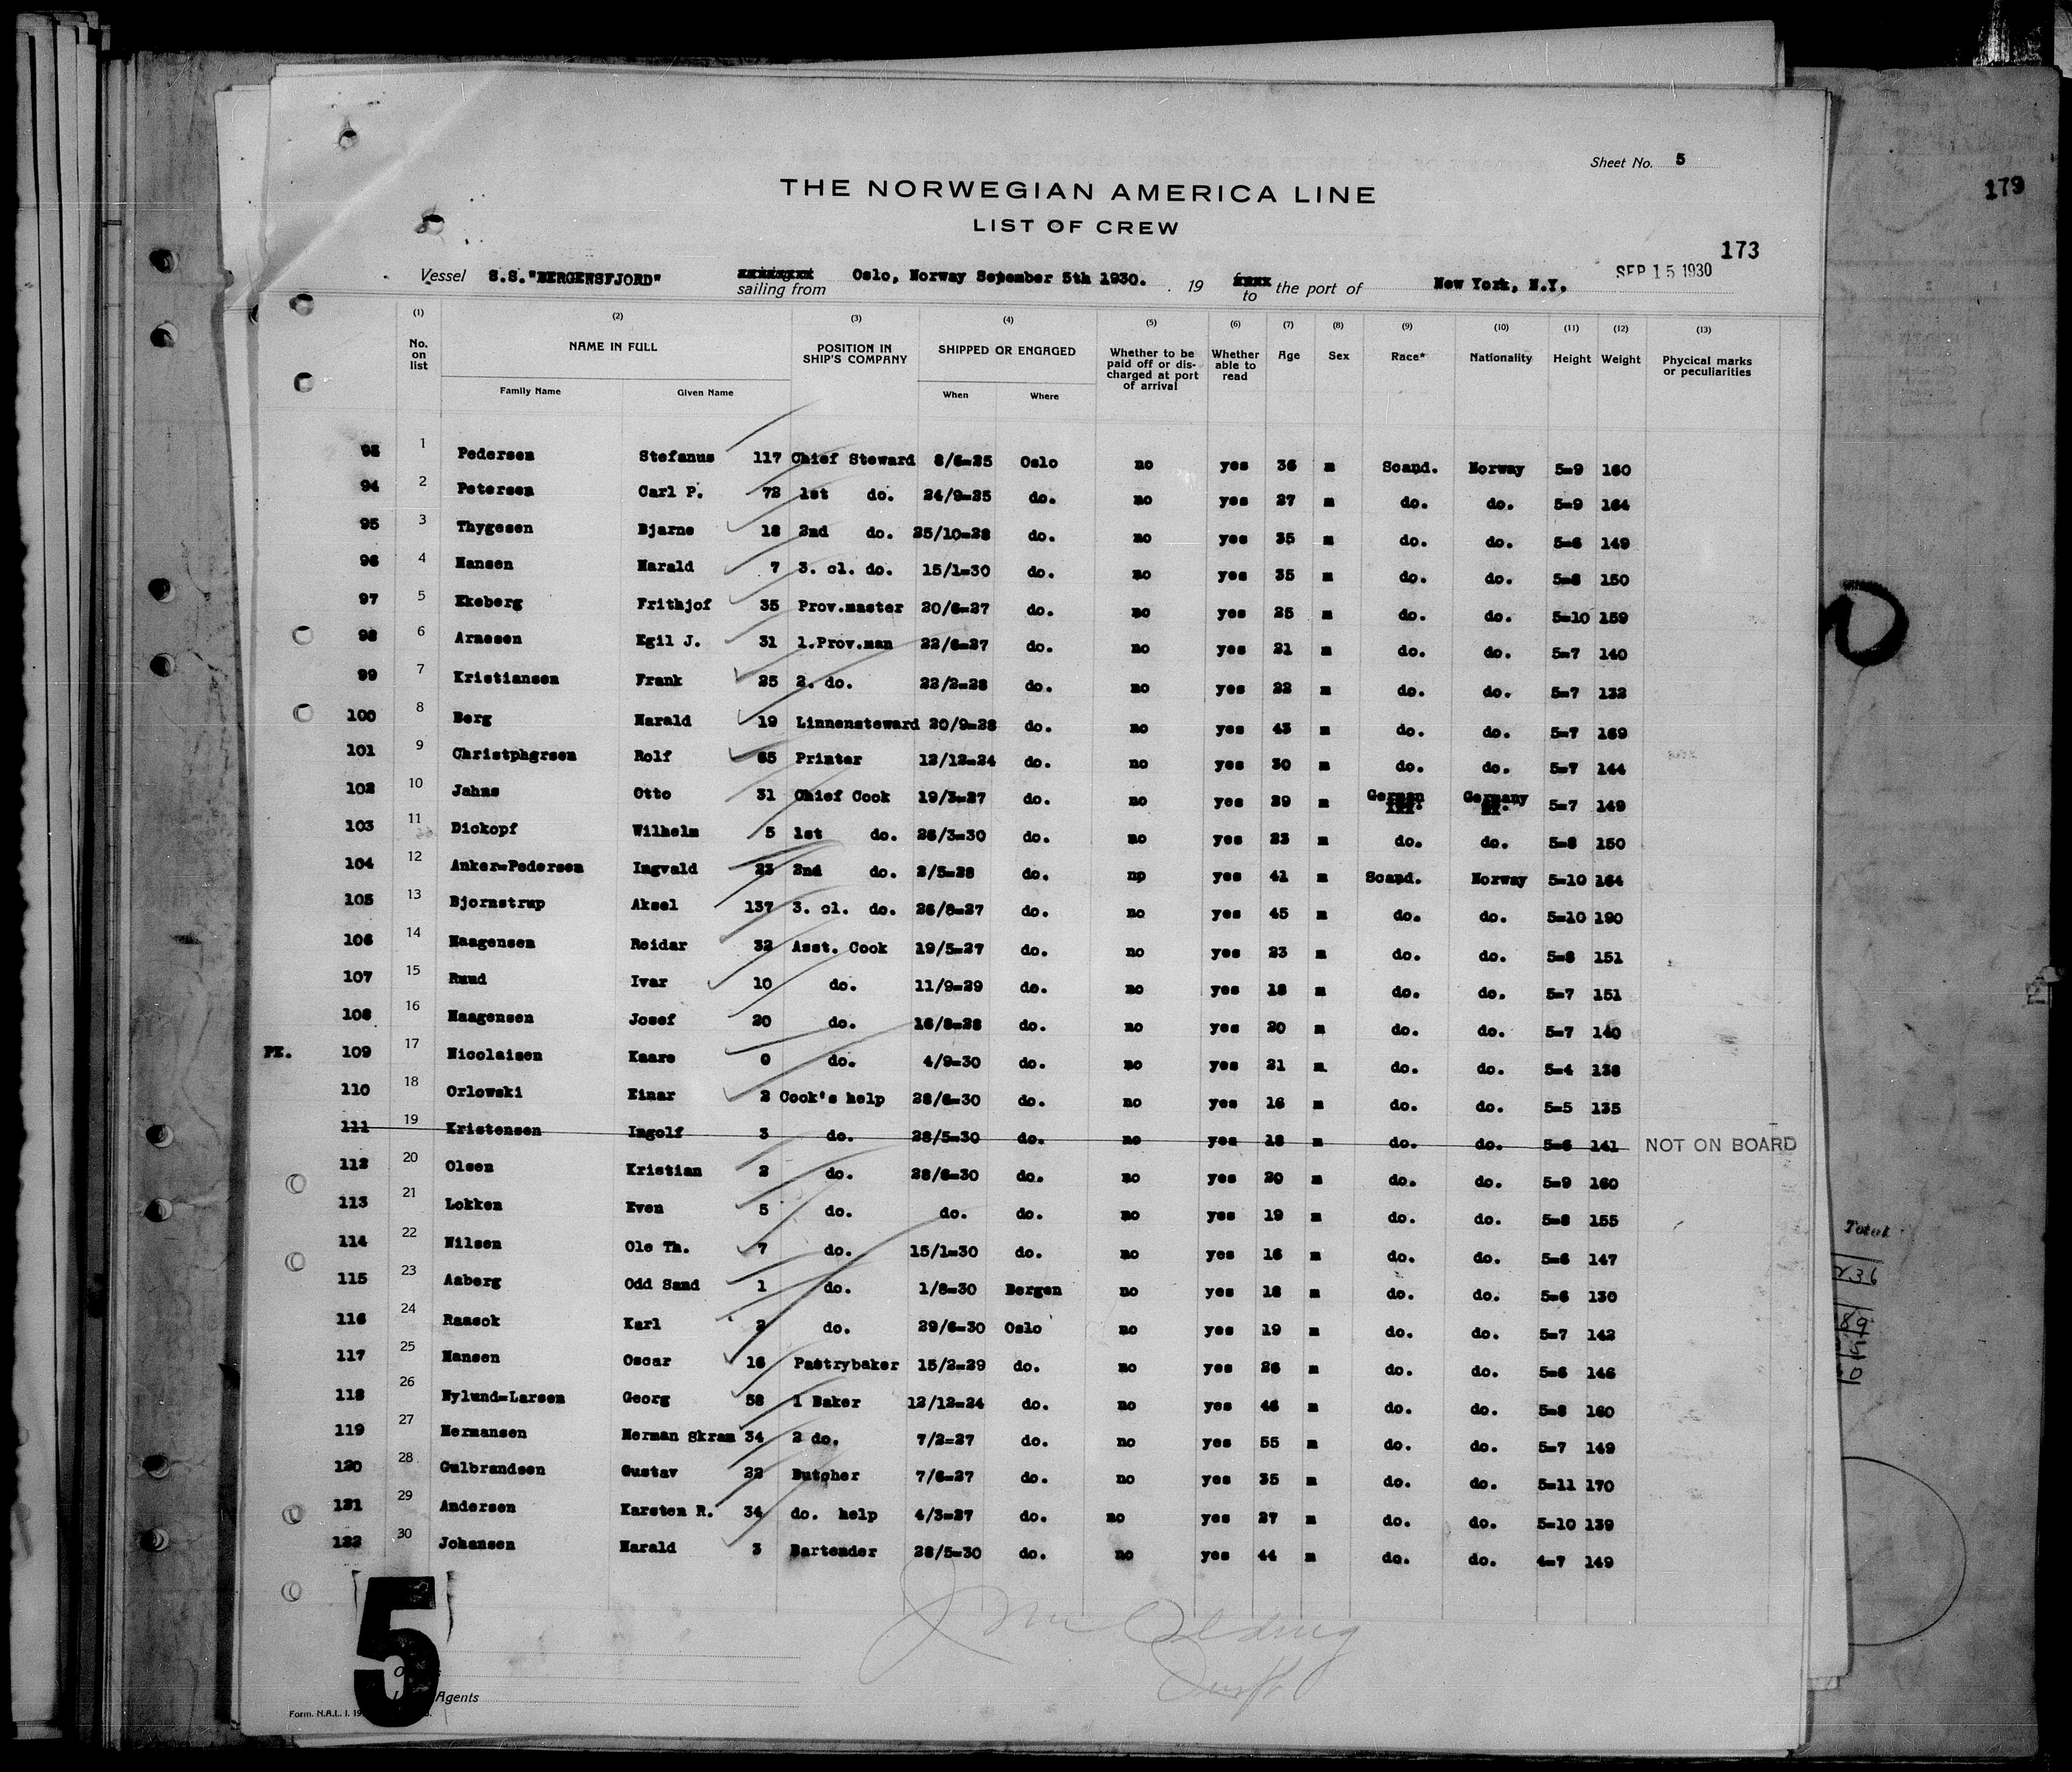 Sheet No. 5
179
THE NORWEGIAN AMERICA LINE
LIST OF CREW
173
Vessel S.S."BERGENSFJORD" sailing from Oslo, Norway September 5th 1930. 19 to the port of New York, N.Y. SEP 15 1930
(1) (2) (3) (4) (5) (6) (7) (8) (9) (10) (11) (12) (13)
No. on list NAME IN FULL POSITION IN SHIP'S COMPANY SHIPPED OR ENGAGED Whether to be paid off or dis-charged at port of arrival Whether able to read Age Sex Race* Nationality Height Weight Phycical marks or peculiarities
Family Name Given Name When Where
93 1 Pedersen Stefanus 117 Chief Steward 8/6-25 Oslo no yes 36 m Scand. Norway 5-9 160
94 2 Petersen Carl P. 72 1st do. 24/9-25 do. no yes 27 m do. do. 5-9 164
95 3 Thygesen Bjarne 18 2nd do. 25/10-28 do. no yes 35 m do. do. 5-6 149
96 4 Hansen Harald 7 3. cl. do. 15/1-30 do. no yes 35 m do. do. 5-8 150
97 5 Ekeberg Frithjof 35 Prov.master 20/6-27 do. no yes 25 m do. do. 5-10 159
98 6 Arnesen Egil J. 31 1.Prov.man 22/6-27 do. no yes 21 m do. do. 5-7 140
99 7 Kristiansen Frank 25 2. do. 22/2-28 do. no yes 22 m do. do. 5-7 132
100 8 Berg Harald 19 Linnensteward 20/9-28 do. no yes 43 m do. do. 5-7 169
101 9 Christphgrsen Rolf 65 Printer 12/12-24 do. no yes 30 m do. do. 5-7 144
102 10 Jahns Otto 31 Chief Cook 19/3-27 do. no yes 29 m German Germany 5-7 149
103 11 Dickopf Wilhelm 5 1st do. 26/3-30 do. no yes 23 m do. do. 5-8 150
104 12 Anker-Pedersen Ingvald 23 2nd do. 2/5-28 do. np yes 41 m Scand. Norway 5-10 164
105 13 Bjornstrup Aksel 137 3. cl. do. 26/8-27 do. no yes 45 m do. do. 5-10 190
106 14 Haagensen Reidar 32 Asst. Cook 19/5-27 do. no yes 23 m do. do. 5-8 151
107 15 Ruud Ivar 10 do. 11/9-29 do. no yes 18 m do. do. 5-7 151
108 16 Haagensen Josef 20 do. 16/8-28 do. no yes 20 m do. do. 5-7 140
PE. 109 17 Nicolaisen Kaare 0 do. 4/9-30 do. no yes 21 m. do. do. 5-4 138
110 18 Orlowski Einar 2 Cook's help 28/6-30 do. no yes 16 m do. do. 5-5 135
111 19 Kristensen Ingolf 3 do. 28/5-30 do. no yes 18 m do. do. 5-6 141 NOT ON BOARD
112 20 Olsen Kristian 2 do. 28/6-30 do. no yes 20 m do. do. 5-9 160
113 21 Lokken Even 5 do. do. do. no yes 19 m do. do. 5-8 155
114 22 Nilsen Ole Th. 7 do. 15/1-30 do. no yes 16 m do. do. 5-6 147
115 23 Aaberg Odd Sand 1 do. 1/8-30 Bergen no yes 18 m do. do. 5-6 130
116 24 Raasok Karl 2 do. 29/6-30 Oslo no yes 19 m do. do. 5-7 142
117 25 Hansen Oscar 16 Pastrybaker 15/2-29 do. no yes 26 m do. do. 5-6 146
118 26 Nylund-Larsen Georg 58 1 Baker 12/12-24 do. no yes 46 m do. do. 5-8 160
119 27 Hermansen Herman Skram 34 2 do. 7/2-27 do. no yes 55 m do. do. 5-7 149
120 28 Gulbrandsen Gustav 22 Butcher 7/6-27 do. no yes 35 m do. do. 5-11 170
121 29 Andersen Karsten R. 34 do. help 4/3-27 do. no yes 27 m do. do. 5-10 139
122 30 Johansen Harald 3 Bartender 28/5-30 do. no yes 44 m do. do. 4-7 149
Total
5
Agents
Form. N.A.L. I. 19